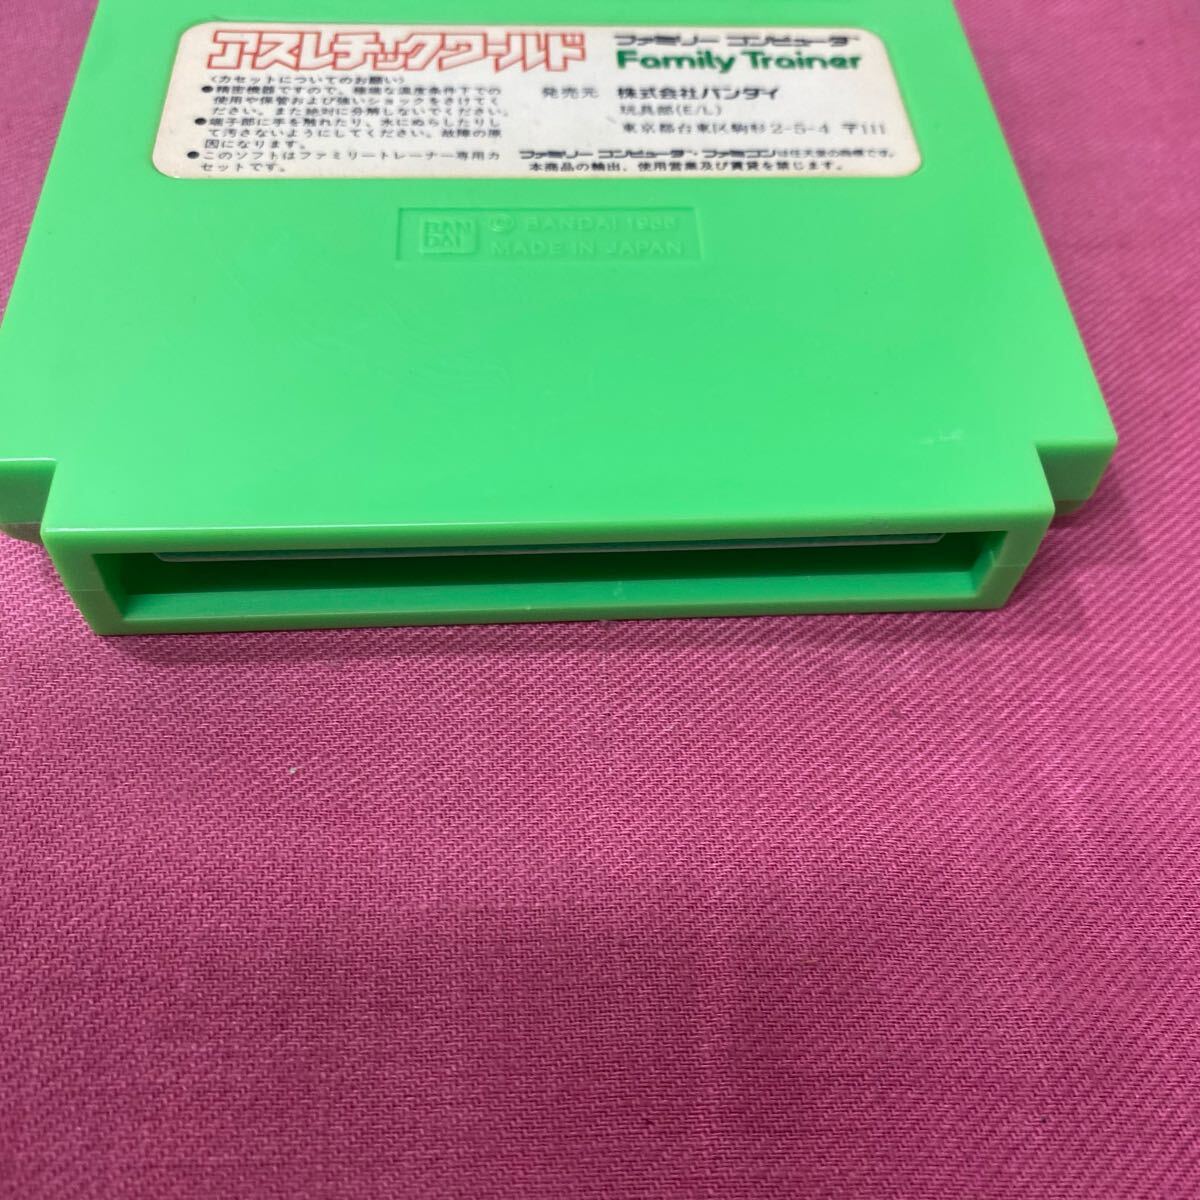 アスレチックワールド
ファミリー コンピュータ
Family Trainer
〈カセットについてのお願い〉
●精密機器ですので、極端な温度条件下での
使用や保管および強いショックをさけてく
ださい。また絶対に分解しないでください。
●端子部に手を触れたり、水にぬらしたりし
て汚さないようにしてください。故障の原
因になります。
●このソフトはファミリートレーナー専用カ
セットです。
発売元 株式会社バンダイ
玩具部(E/L)
東京都台東区駒形2-5-4 〒111
ファミリー コンピュータ・ファミコンは任天堂の商標です。
本商品の輸出、使用営業及び賃貸を禁じます。
BAN
DAI
© BANDAI 1986
MADE IN JAPAN